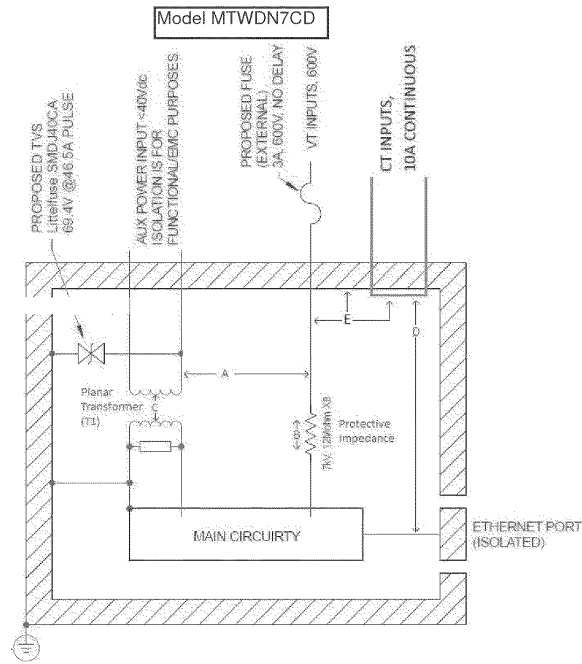 Model MTWDN7CD
PROPOSED TVS
Littelfuse SMDJ40CA,
69.4V @46.5A PULSE
AUX POWER INPUT <40Vdc
ISOLATION IS FOR
FUNCTIONAL/EMC PURPOSES
PROPOSED FUSE
(EXTERNAL)
3A, 600V, NO DELAY
VT INPUTS, 600V
CT INPUTS,
10A CONTINUOUS
E
D
A
Planar
Transformer
(T1)
C
B
7kV, 12Mohm X8
Protective
Impedance
MAIN CIRCUIRTY
ETHERNET PORT
(ISOLATED)